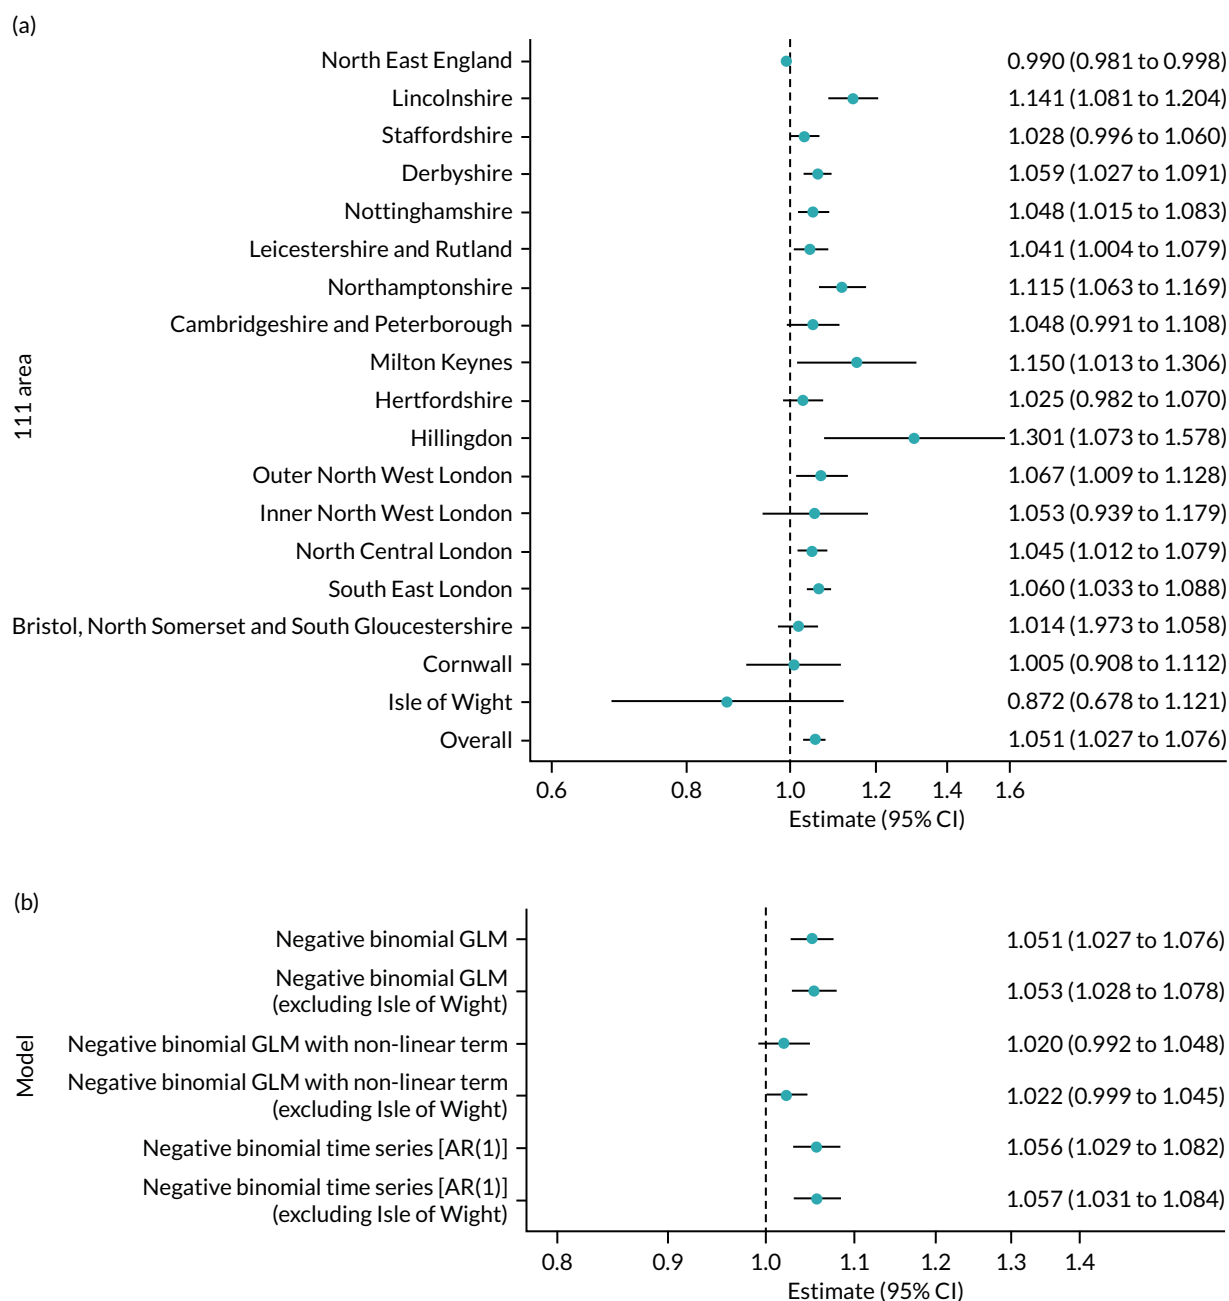 (a)
North East England 0.990 (0.981 to 0.998)
Lincolnshire 1.141 (1.081 to 1.204)
Staffordshire 1.028 (0.996 to 1.060)
Derbyshire 1.059 (1.027 to 1.091)
Nottinghamshire 1.048 (1.015 to 1.083)
Leicestershire and Rutland 1.041 (1.004 to 1.079)
Northamptonshire 1.115 (1.063 to 1.169)
Cambridgeshire and Peterborough 1.048 (0.991 to 1.108)
Milton Keynes 1.150 (1.013 to 1.306)
Hertfordshire 1.025 (0.982 to 1.070)
Hillingdon 1.301 (1.073 to 1.578)
Outer North West London 1.067 (1.009 to 1.128)
Inner North West London 1.053 (0.939 to 1.179)
North Central London 1.045 (1.012 to 1.079)
South East London 1.060 (1.033 to 1.088)
Bristol, North Somerset and South Gloucestershire 1.014 (1.973 to 1.058)
Cornwall 1.005 (0.908 to 1.112)
Isle of Wight 0.872 (0.678 to 1.121)
Overall 1.051 (1.027 to 1.076)
111 area
0.6 0.8 1.0 1.2 1.4 1.6
Estimate (95% CI)
(b)
Negative binomial GLM 1.051 (1.027 to 1.076)
Negative binomial GLM
(excluding Isle of Wight) 1.053 (1.028 to 1.078)
Negative binomial GLM with non-linear term 1.020 (0.992 to 1.048)
Negative binomial GLM with non-linear term
(excluding Isle of Wight) 1.022 (0.999 to 1.045)
Negative binomial time series [AR(1)] 1.056 (1.029 to 1.082)
Negative binomial time series [AR(1)]
(excluding Isle of Wight) 1.057 (1.031 to 1.084)
Model
0.8 0.9 1.0 1.1 1.2 1.3 1.4
Estimate (95% CI)